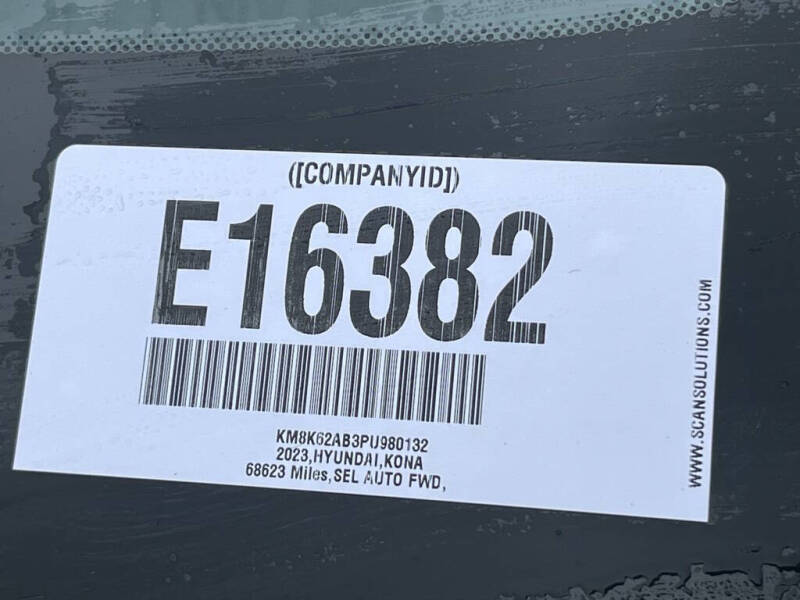 ([COMPANYID])
E16382
KM8K62AB3PU980132
2023,HYUNDAI,KONA
68623 Miles,SEL AUTO FWD,
WWW.SCANSOLUTIONS.COM